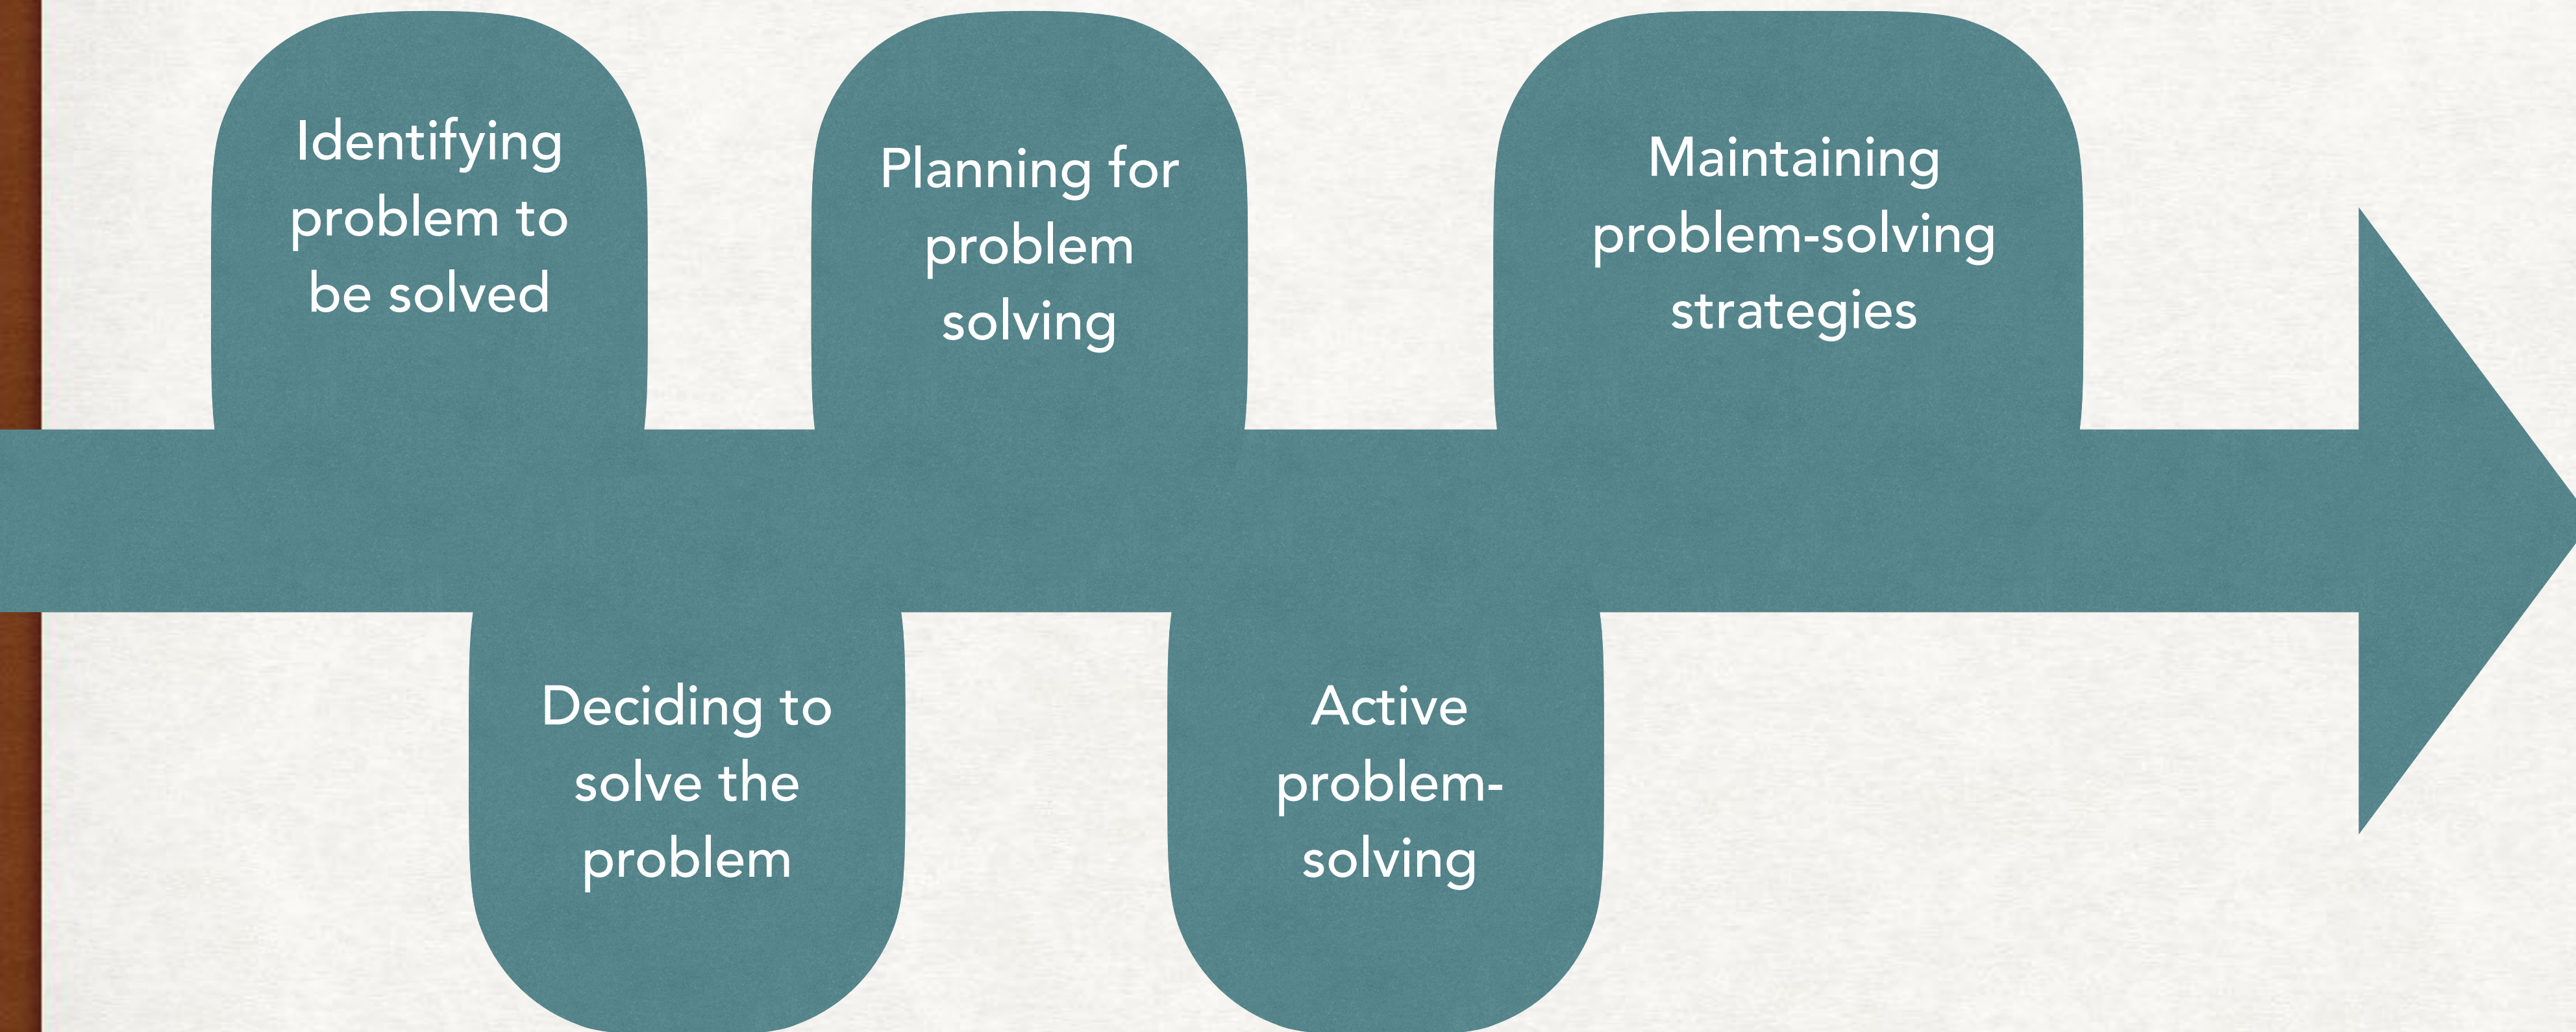 Identifying
problem to
be solved
Deciding to
solve the
problem
Planning for
problem
solving
Active
problem-
solving
Maintaining
problem-solving
strategies